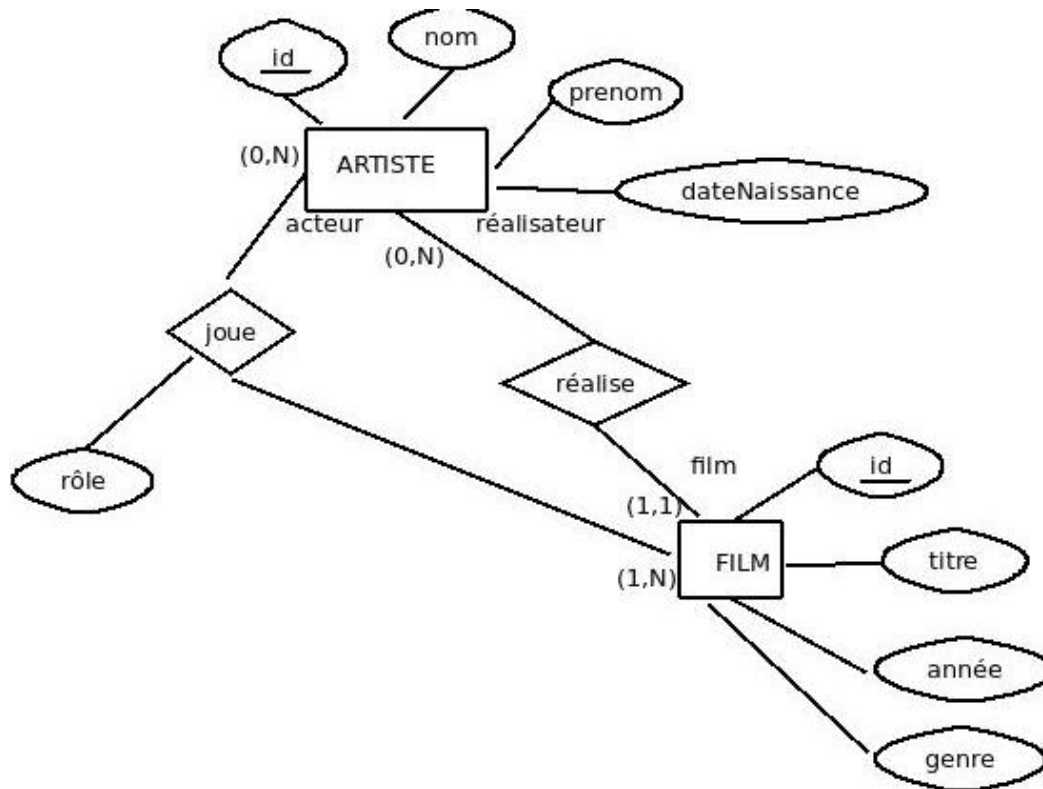 nom
id
prenom
(0,N)
ARTISTE
dateNaissance
acteur
réalisateur
(0,N)
joue
réalise
film
id
rôle
(1,1)
titre
FILM
(1,N)
année
genre